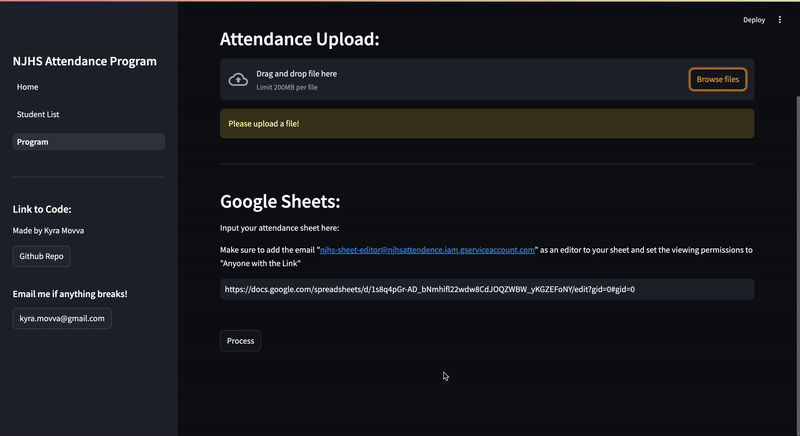 Deploy
NJHS Attendance Program
Home
Student List
Program
Link to Code:
Made by Kyra Movva
Github Repo
Email me if anything breaks!
kyra.movva@gmail.com
Attendance Upload:
Drag and drop file here
Limit 200MB per file
Browse files
Please upload a file!
Google Sheets:
Input your attendance sheet here:
Make sure to add the email "njhs-sheet-editor@njhsattendence.iam.gserviceaccount.com" as an editor to your sheet and set the viewing permissions to
"Anyone with the Link"
https://docs.google.com/spreadsheets/d/1s8q4pGr-AD_bNmhifl22wdw8CdJOQZWBW_yKGZEFoNY/edit?gid=0#gid=0
Process